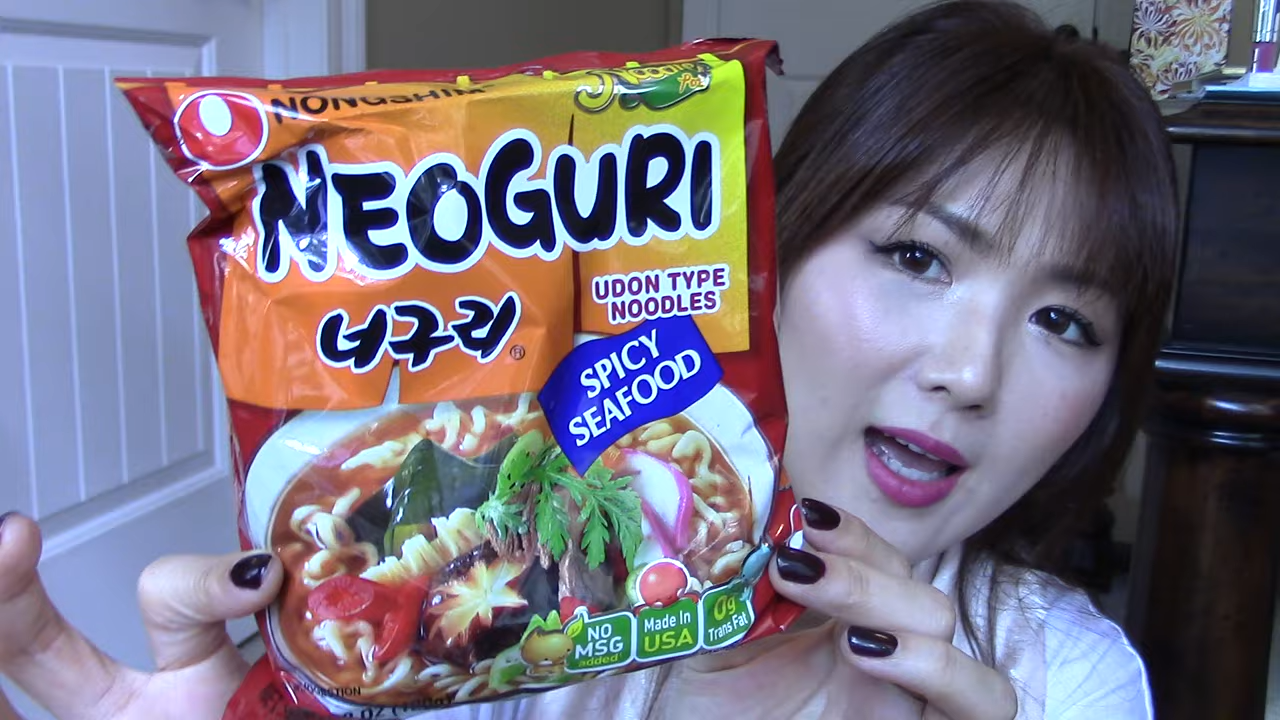 NONGSHIM
Noodle
NEOGURI
너구리®
UDON TYPE
NOODLES
SPICY
SEAFOOD
NO
MSG
added
Made In
USA
0g
Trans Fat